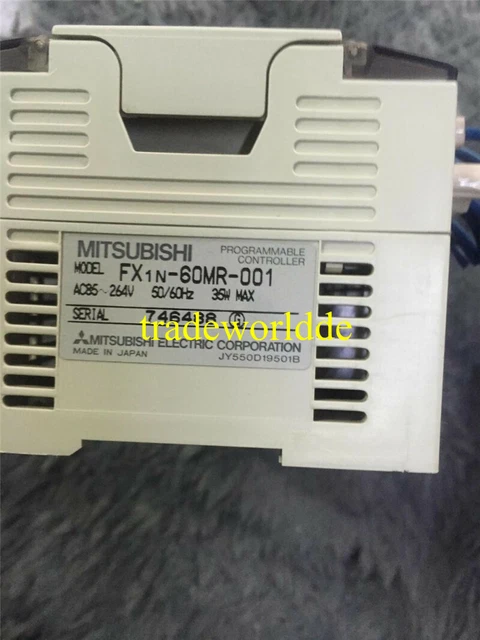 MITSUBISHI
PROGRAMMABLE
CONTROLLER
MODEL FX1N-60MR-001
AC85~264V 50/60Hz 35W MAX
SERIAL
tradeworldde
MITSUBISHI ELECTRIC CORPORATION
MADE IN JAPAN JY550D19501B